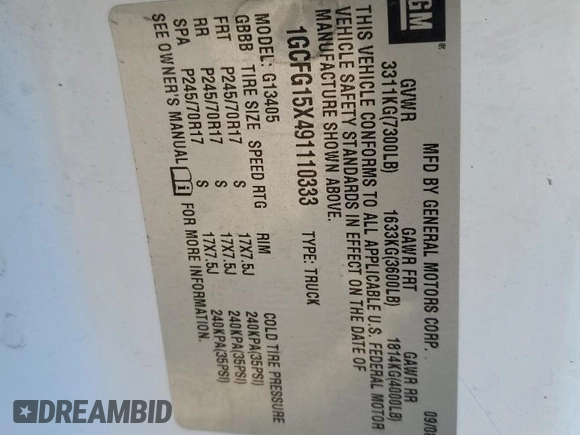 GM
MFD BY GENERAL MOTORS CORP.
GVWR GAWR FRT GAWR RR
3311KG(7300LB) 1633KG(3600LB) 1814KG(4000LB)
THIS VEHICLE CONFORMS TO ALL APPLICABLE U.S. FEDERAL MOTOR
VEHICLE SAFETY STANDARDS IN EFFECT ON THE DATE OF
MANUFACTURE SHOWN ABOVE.
1GCFG15X491110333 TYPE: TRUCK
MODEL: G13405
GBBB TIRE SIZE SPEED RTG RIM COLD TIRE PRESSURE
FRT P245/70R17 S 17X7.5J 240KPA(35PSI)
RR P245/70R17 S 17X7.5J 240KPA(35PSI)
SPA P245/70R17 S 17X7.5J 240KPA(35PSI)
SEE OWNER'S MANUAL i FOR MORE INFORMATION.
DREAMBID